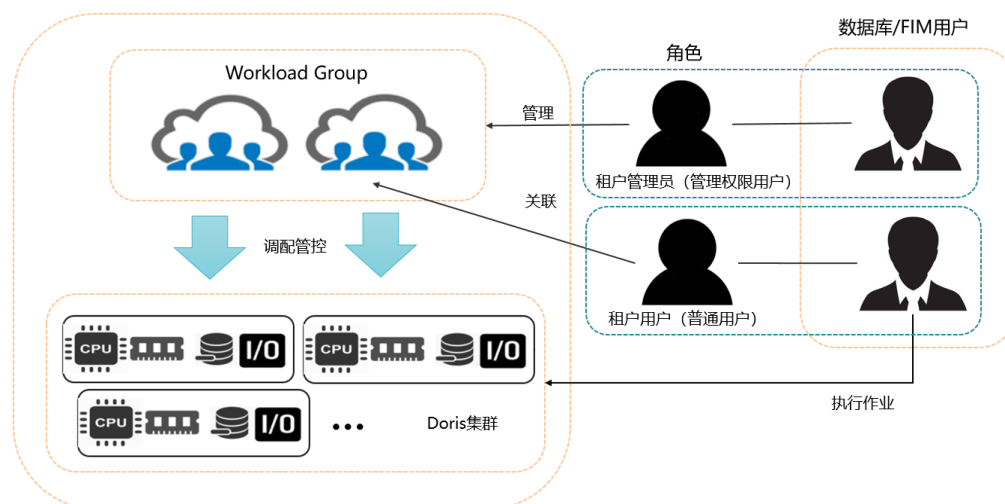 数据库/FIM用户
角色
Workload Group
管理
租户管理员（管理权限用户）
关联
调配管控
租户用户（普通用户）
CPU
I/O
CPU
I/O
执行作业
CPU
I/O
...
Doris集群